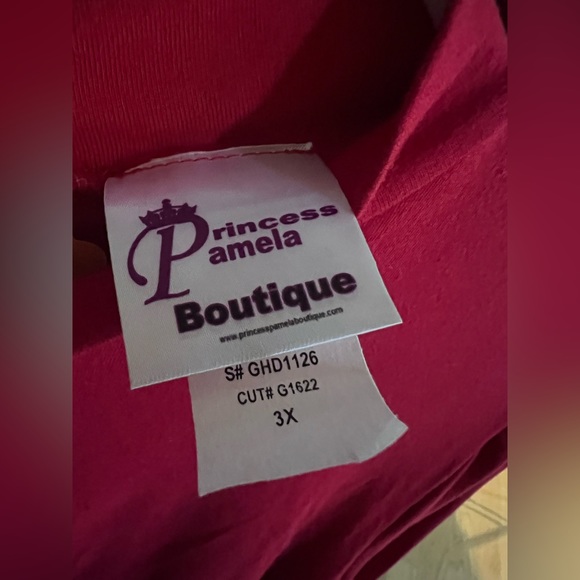 Princess
Pamela
Boutique
www.princesspamelaboutique.com
S# GHD1126
CUT# G1622
3X